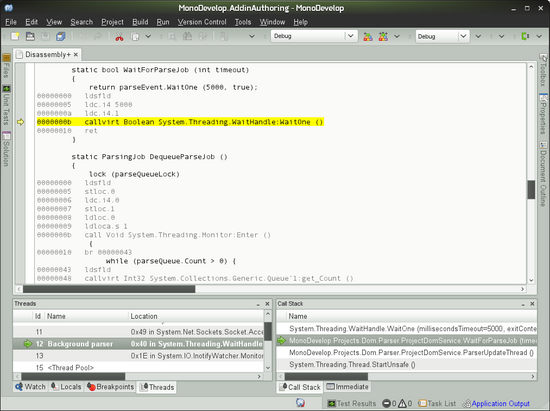 MonoDevelop.AddinAuthoring - MonoDevelop
File Edit View Search Project Build Run Version Control Tools Window Help
Debug
Debug
Disassembly
Files
Unit Tests
Solution
Toolbox
Properties
Document Outline
static bool WaitForParseJob (int timeout)
{
return parseEvent.WaitOne (5000, true);
00000000 ldsfld
00000005 ldc.i4 5000
0000000a ldc.i4.1
0000000b callvirt Boolean System.Threading.WaitHandle:WaitOne ()
00000010 ret
}
static ParsingJob DequeueParseJob ()
{
lock (parseQueueLock)
00000000 ldsfld
00000005 stloc.0
00000006 ldc.i4.0
00000007 stloc.1
00000008 ldloc.0
00000009 ldloca.s 1
0000000b call Void System.Threading.Monitor:Enter ()
{
00000010 br 00000043
while (parseQueue.Count > 0) {
00000043 ldsfld
00000048 callvirt Int32 System.Collections.Generic.Queue`1:get_Count ()
Threads
Id Name Location
11 0x49 in System.Net.Sockets.Socket.Acce
12 Background parser 0x40 in System.Threading.WaitHandle
13 0x1E in System.IO.InotifyWatcher.Monitor
15 <Thread Pool>
Watch Locals Breakpoints Threads
Call Stack
Name
System.Threading.WaitHandle.WaitOne (millisecondsTimeout=5000, exitConte
MonoDevelop.Projects.Dom.Parser.ProjectDomService.WaitForParseJob (time
MonoDevelop.Projects.Dom.Parser.ProjectDomService.ParserUpdateThread ()
System.Threading.Thread.StartUnsafe ()
Call Stack Immediate
Test Results 0 0 Task List Application Output